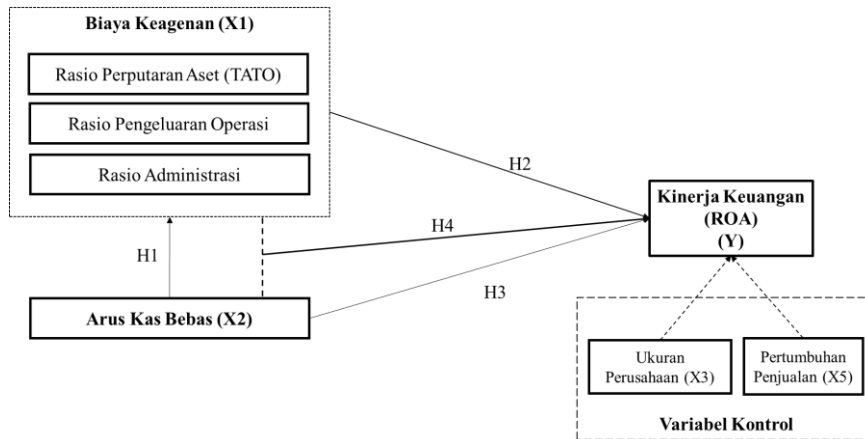 Biaya Keagenan (X1)
Rasio Perputaran Aset (TATO)
Rasio Pengeluaran Operasi
Rasio Administrasi
H2
Kinerja Keuangan
(ROA)
(Y)
H4
H1
H3
Arus Kas Bebas (X2)
Ukuran
Perusahaan (X3)
Pertumbuhan
Penjualan (X5)
Variabel Kontrol